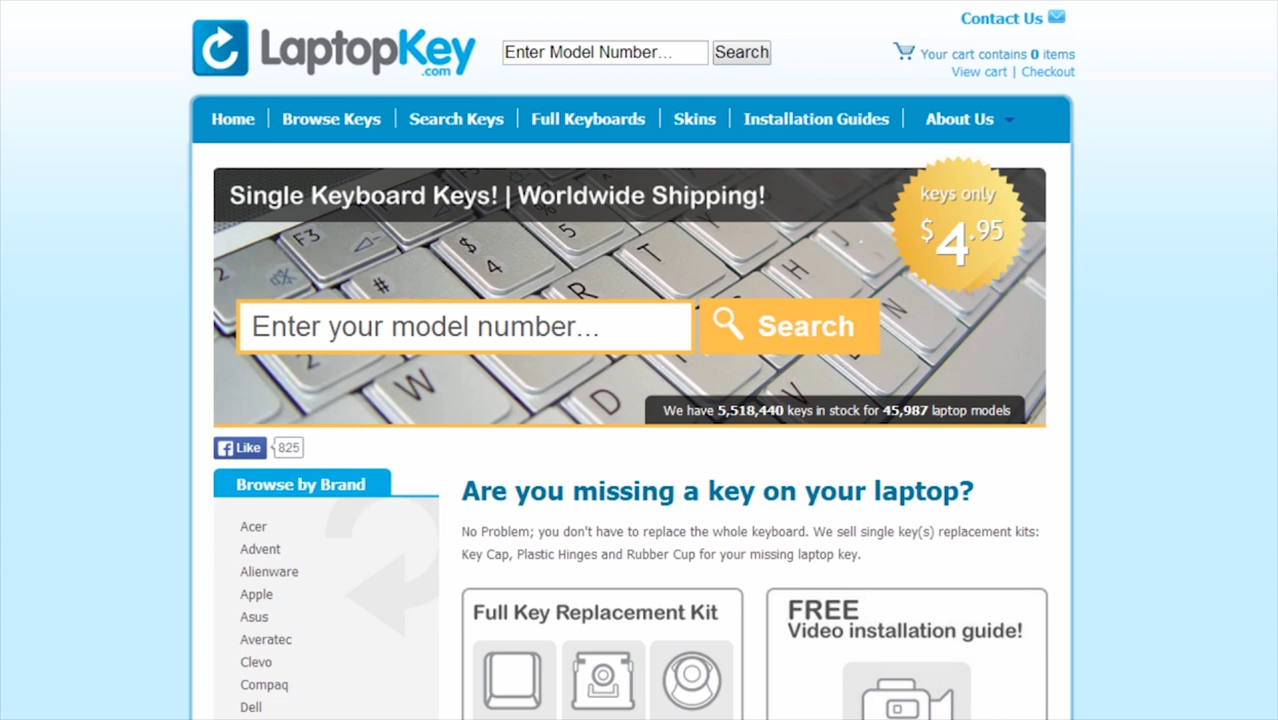 Contact Us
LaptopKey
.com
Enter Model Number...
Search
Your cart contains 0 items
View cart | Checkout
Home
Browse Keys
Search Keys
Full Keyboards
Skins
Installation Guides
About Us
Single Keyboard Keys! | Worldwide Shipping!
keys only
$4.95
F3
5
$
4
#
2
T
R
H
N
Enter your model number...
Search
2
W
D
V
We have 5,518,440 keys in stock for 45,987 laptop models
Like 825
Browse by Brand
Acer
Advent
Alienware
Apple
Asus
Averatec
Clevo
Compaq
Dell
Are you missing a key on your laptop?
No Problem; you don't have to replace the whole keyboard. We sell single key(s) replacement kits:
Key Cap, Plastic Hinges and Rubber Cup for your missing laptop key.
Full Key Replacement Kit
FREE
Video installation guide!